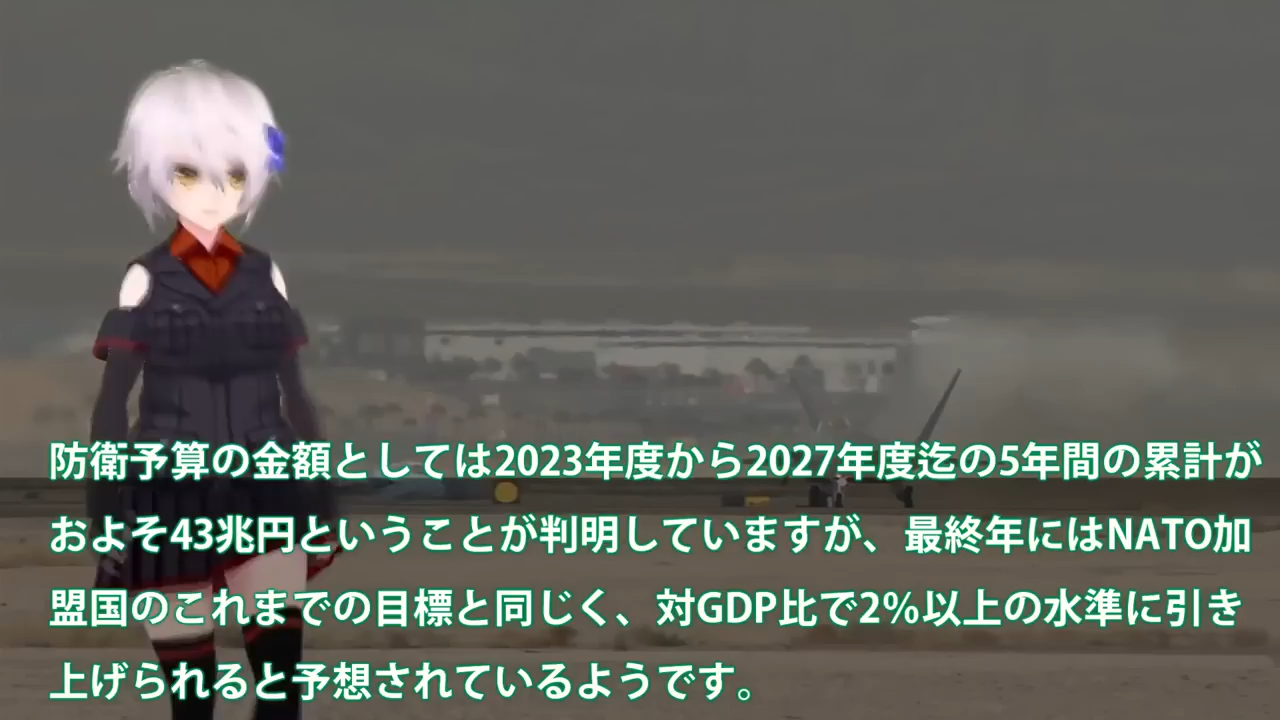 防衛予算の金額としては2023年度から2027年度迄の5年間の累計が
およそ43兆円ということが判明していますが、最終年にはNATO加
盟国のこれまでの目標と同じく、対GDP比で2%以上の水準に引き
上げられると予想されているようです。